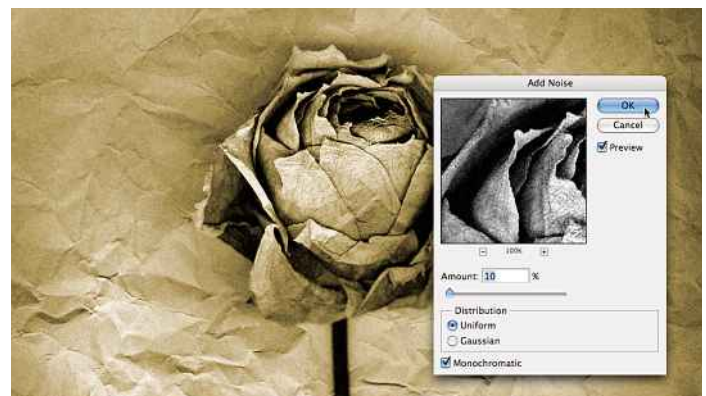 Add Noise
OK
Cancel
Preview
100%
Amount: 10 %
Distribution
Uniform
Gaussian
Monochromatic